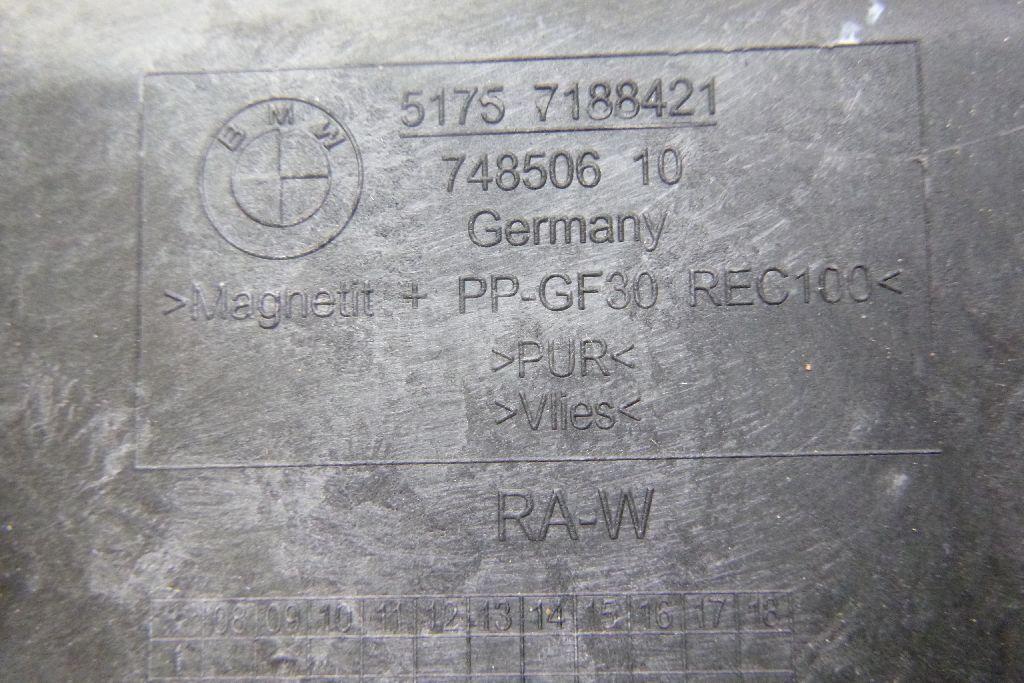 BMW
5175 7188421
748506 10
Germany
>Magnetit + PP-GF30 REC100<
>PUR<
>Vlies<
RA-W
08 09 10 11 12 13 14 15 16 17 18
1